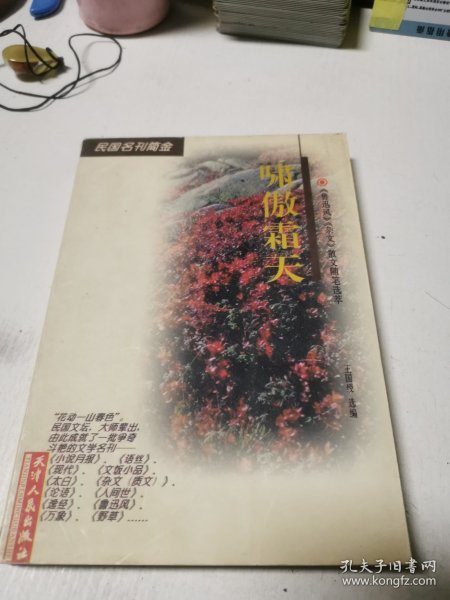 民国名刊简金
啸傲霜天
《鲁迅风》《杂文》散文随笔选萃
王国绶 选编
“花动一山春色”。
民国文坛，大师辈出，
由此成就了一批争奇
斗艳的文学名刊——
《小说月报》、《语丝》、
《现代》、《文饭小品》、
《太白》、《杂文（质文）》、
《论语》、《人间世》、
《逸经》、《鲁迅风》、
《万象》、《野草》……
天津人民出版社
使用指南
孔夫子旧书网
www.kongfz.com